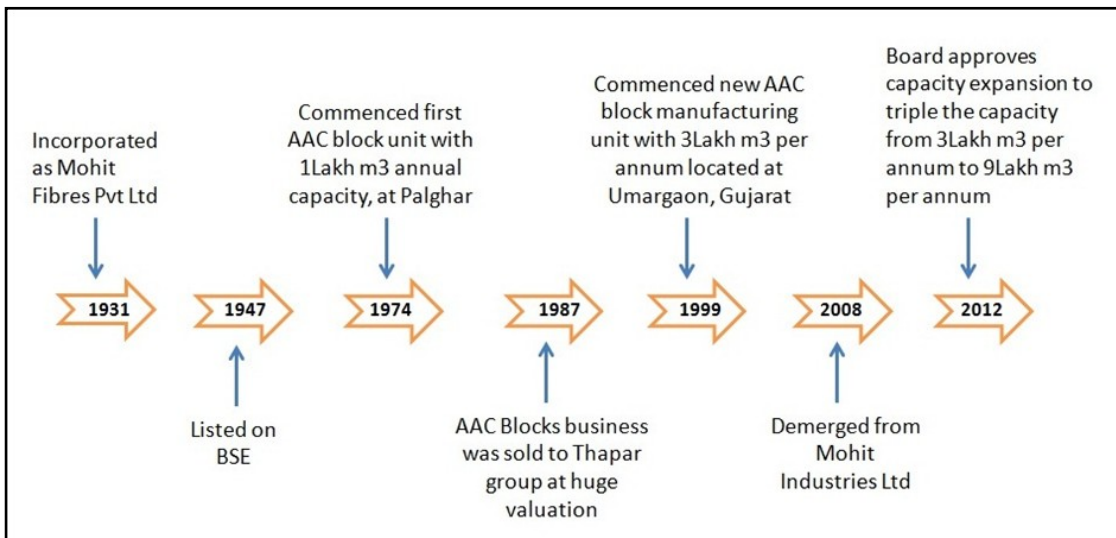 Incorporated
as Mohit
Fibres Pvt Ltd
Commenced first
AAC block unit with
1Lakh m3 annual
capacity, at Palghar
Commenced new AAC
block manufacturing
unit with 3Lakh m3 per
annum located at
Umargaon, Gujarat
Board approves
capacity expansion to
triple the capacity
from 3Lakh m3 per
annum to 9Lakh m3
per annum
1931
1947
1974
1987
1999
2008
2012
Listed on
BSE
AAC Blocks business
was sold to Thapar
group at huge
valuation
Demerged from
Mohit
Industries Ltd